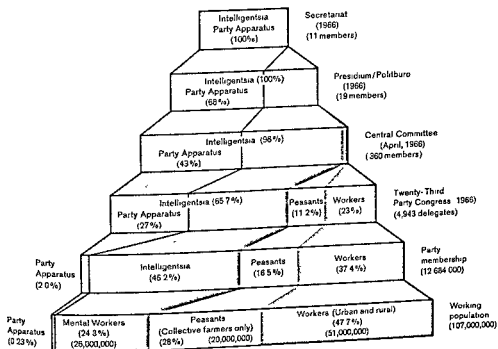 Intelligentsia
Party Apparatus
(100%)
Secretariat
(1966)
(11 members)
Intelligentsia (100%)
Party Apparatus
(68%)
Presidium/Politburo
(1966)
(19 members)
Intelligentsia (96%)
Party Apparatus
(43%)
Central Committee
(April, 1966)
(360 members)
Intelligentsia (65 7%)
Party Apparatus
(27%)
Peasants
(11 2%)
Workers
(23%)
Twenty-Third
Party Congress 1966)
(4,943 delegates)
Party
Apparatus
(2 0%)
Intelligentsia
(46 2%)
Peasants
(16 5%)
Workers
(37 4%)
Party
membership
(12 684 000)
Party
Apparatus
(0 23%)
Mental Workers
(24 3%)
(26,000,000)
Peasants
(Collective farmers only)
(28%) (20,000,000)
Workers (Urban and rural)
(47 7%)
(51,000,000)
Working
population
(107,000,000)